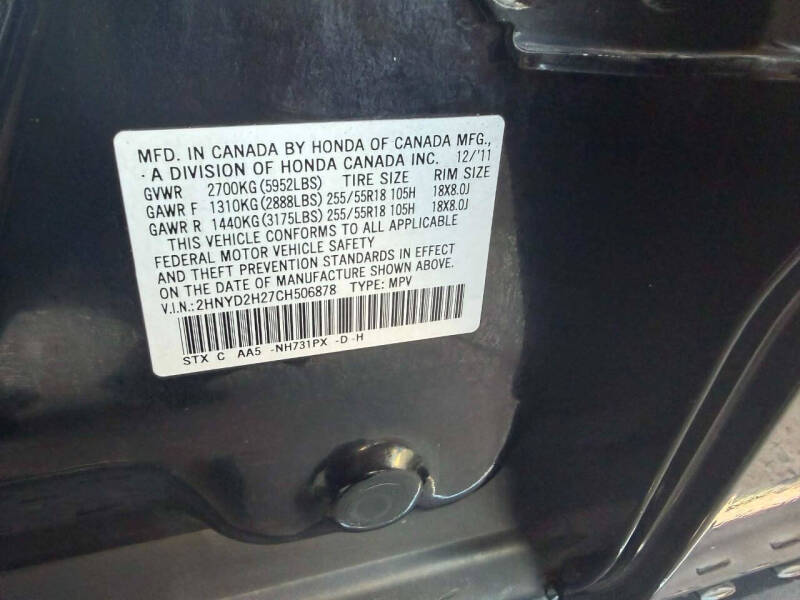 MFD. IN CANADA BY HONDA OF CANADA MFG.,
A DIVISION OF HONDA CANADA INC. 12/'11
GVWR 2700KG(5952LBS) TIRE SIZE RIM SIZE
GAWR F 1310KG(2888LBS) 255/55R18 105H 18X8.0J
GAWR R 1440KG(3175LBS) 255/55R18 105H 18X8.0J
THIS VEHICLE CONFORMS TO ALL APPLICABLE
FEDERAL MOTOR VEHICLE SAFETY
AND THEFT PREVENTION STANDARDS IN EFFECT
ON THE DATE OF MANUFACTURE SHOWN ABOVE.
V.I.N.:2HNYD2H27CH506878 TYPE: MPV
STX C AA5 -NH731PX -D-H